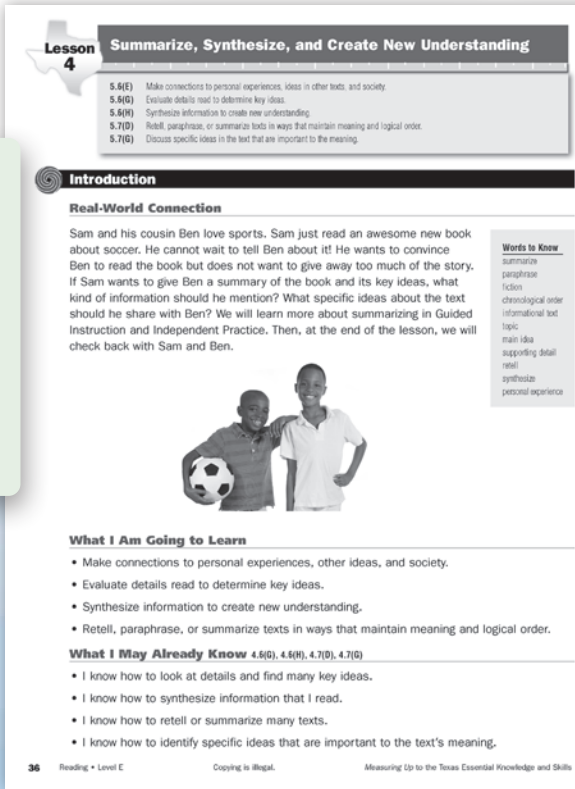 Lesson
4
Summarize, Synthesize, and Create New Understanding
5.6(E) Make connections to personal experiences, ideas in other texts, and society.
5.6(G) Evaluate details read to determine key ideas.
5.6(H) Synthesize information to create new understanding.
5.7(D) Retell, paraphrase, or summarize texts in ways that maintain meaning and logical order.
5.7(G) Discuss specific ideas in the text that are important to the meaning.
Introduction
Real-World Connection
Sam and his cousin Ben love sports. Sam just read an awesome new book
about soccer. He cannot wait to tell Ben about it! He wants to convince
Ben to read the book but does not want to give away too much of the story.
If Sam wants to give Ben a summary of the book and its key ideas, what
kind of information should he mention? What specific ideas about the text
should he share with Ben? We will learn more about summarizing in Guided
Instruction and Independent Practice. Then, at the end of the lesson, we will
check back with Sam and Ben.
Words to Know
summarize
paraphrase
fiction
chronological order
informational text
topic
main idea
supporting detail
retell
synthesize
personal experience
What I Am Going to Learn
• Make connections to personal experiences, other ideas, and society.
• Evaluate details read to determine key ideas.
• Synthesize information to create new understanding.
• Retell, paraphrase, or summarize texts in ways that maintain meaning and logical order.
What I May Already Know 4.6(G), 4.6(H), 4.7(D), 4.7(G)
• I know how to look at details and find many key ideas.
• I know how to synthesize information that I read.
• I know how to retell or summarize many texts.
• I know how to identify specific ideas that are important to the text's meaning.
36 Reading • Level E Copying is illegal. Measuring Up to the Texas Essential Knowledge and Skills